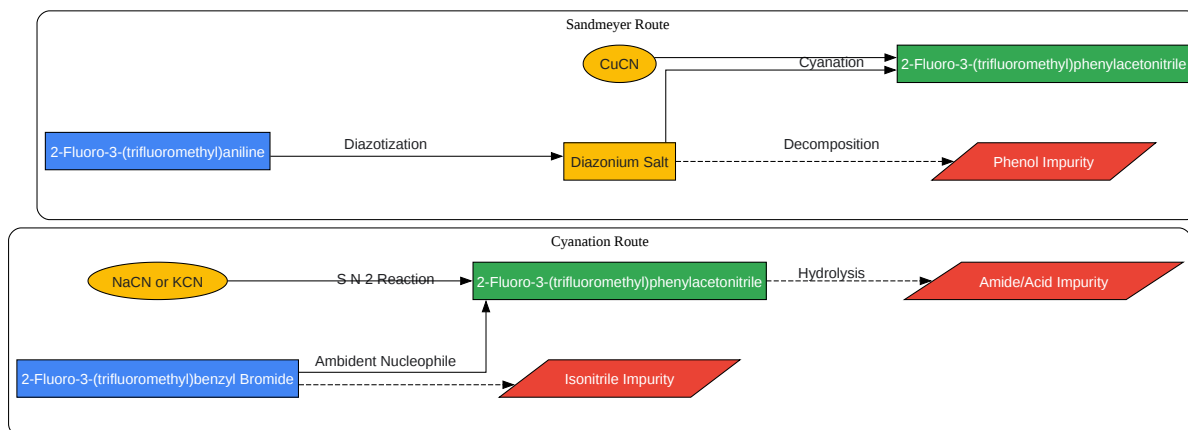 Sandmeyer Route
CuCN
Cyanation
2-Fluoro-3-(trifluoromethyl)phenylacetonitrile
2-Fluoro-3-(trifluoromethyl)aniline
Diazotization
Diazonium Salt
Decomposition
Phenol Impurity
Cyanation Route
NaCN or KCN
S N 2 Reaction
2-Fluoro-3-(trifluoromethyl)phenylacetonitrile
Hydrolysis
Amide/Acid Impurity
2-Fluoro-3-(trifluoromethyl)benzyl Bromide
Ambident Nucleophile
Isonitrile Impurity